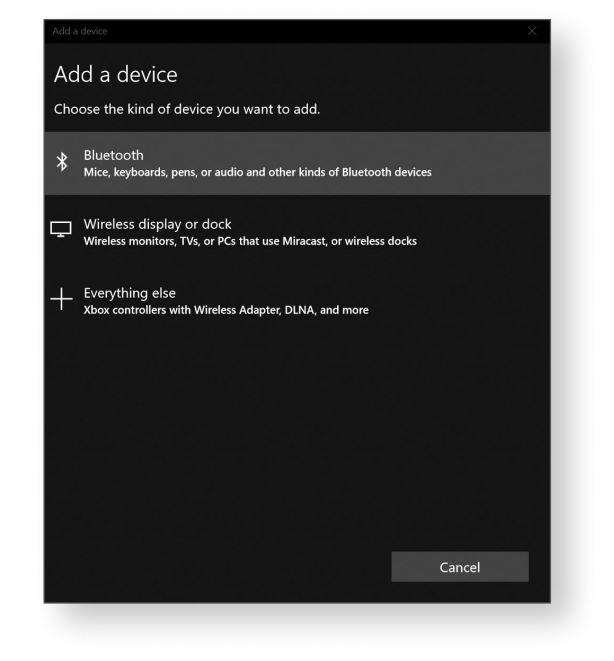 Add a device
Add a device
Choose the kind of device you want to add.
Bluetooth
Mice, keyboards, pens, or audio and other kinds of Bluetooth devices
Wireless display or dock
Wireless monitors, TVs, or PCs that use Miracast, or wireless docks
Everything else
Xbox controllers with Wireless Adapter, DLNA, and more
Cancel